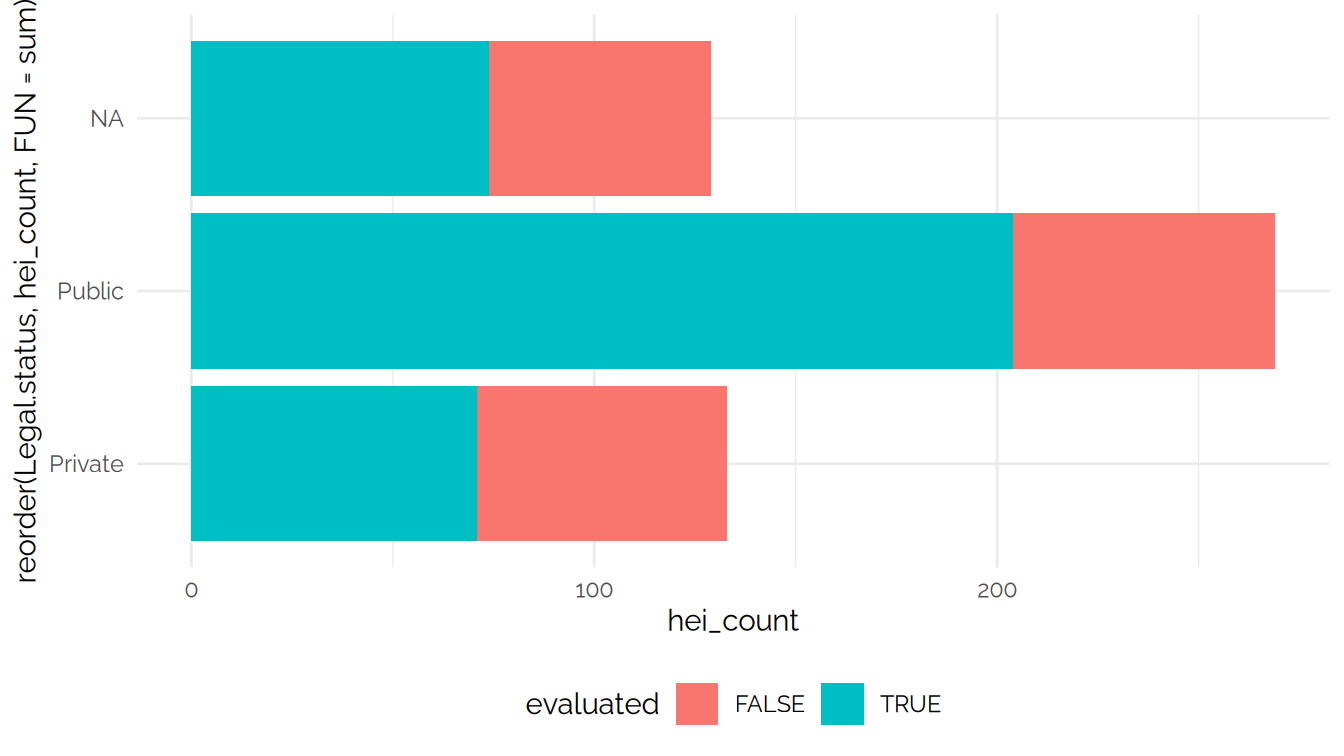 reorder(Legal.status, hei_count, FUN = sum)
NA
Public
Private
0 100 200
hei_count
evaluated FALSE TRUE